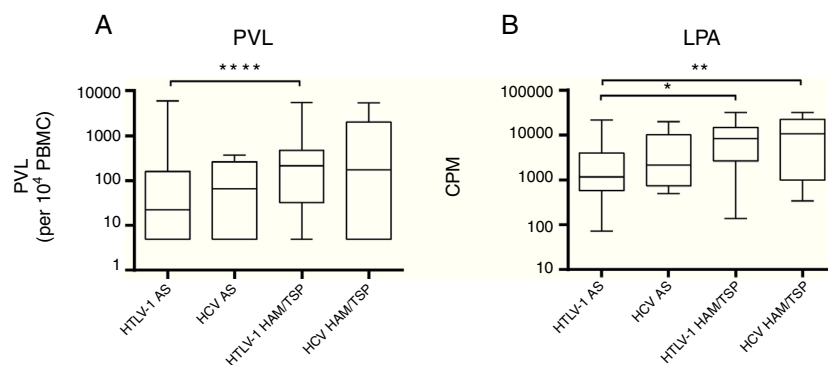 A
PVL
****
PVL
(per 10⁴ PBMC)
10000
1000
100
10
1
HTLV-1 AS
HCV AS
HTLV-1 HAM/TSP
HCV HAM/TSP
B
LPA
**
*
CPM
100000
10000
1000
100
10
HTLV-1 AS
HCV AS
HTLV-1 HAM/TSP
HCV HAM/TSP